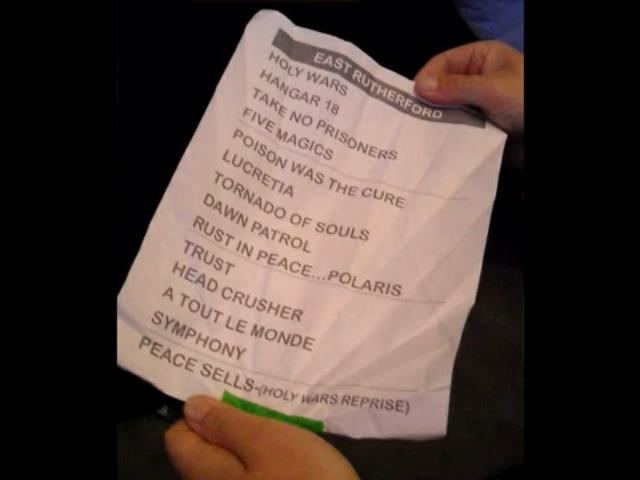 EAST RUTHERFORD
HOLY WARS
HANGAR 18
TAKE NO PRISONERS
FIVE MAGICS
POISON WAS THE CURE
LUCRETIA
TORNADO OF SOULS
DAWN PATROL
RUST IN PEACE...POLARIS
TRUST
HEAD CRUSHER
A TOUT LE MONDE
SYMPHONY
PEACE SELLS-(HOLY WARS REPRISE)